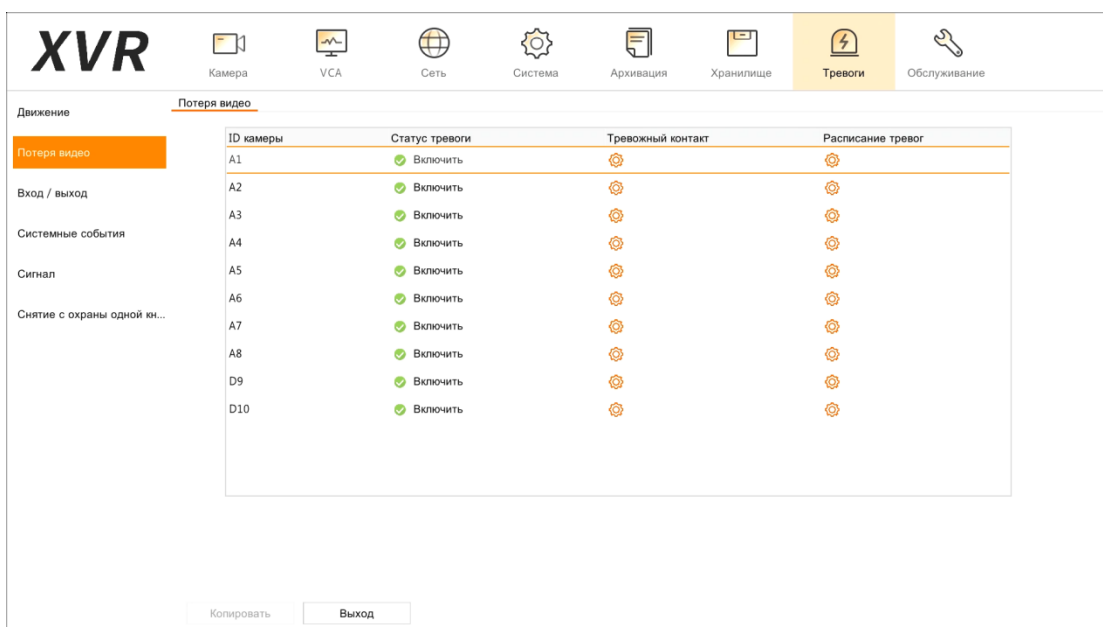 XVR
Камера VCA Сеть Система Архивация Хранилище Тревоги Обслуживание
Движение
Потеря видео
Вход / выход
Системные события
Сигнал
Снятие с охраны одной кн...
Потеря видео
ID камеры Статус тревоги Тревожный контакт Расписание тревог
A1 Включить
A2 Включить
A3 Включить
A4 Включить
A5 Включить
A6 Включить
A7 Включить
A8 Включить
D9 Включить
D10 Включить
Копировать Выход